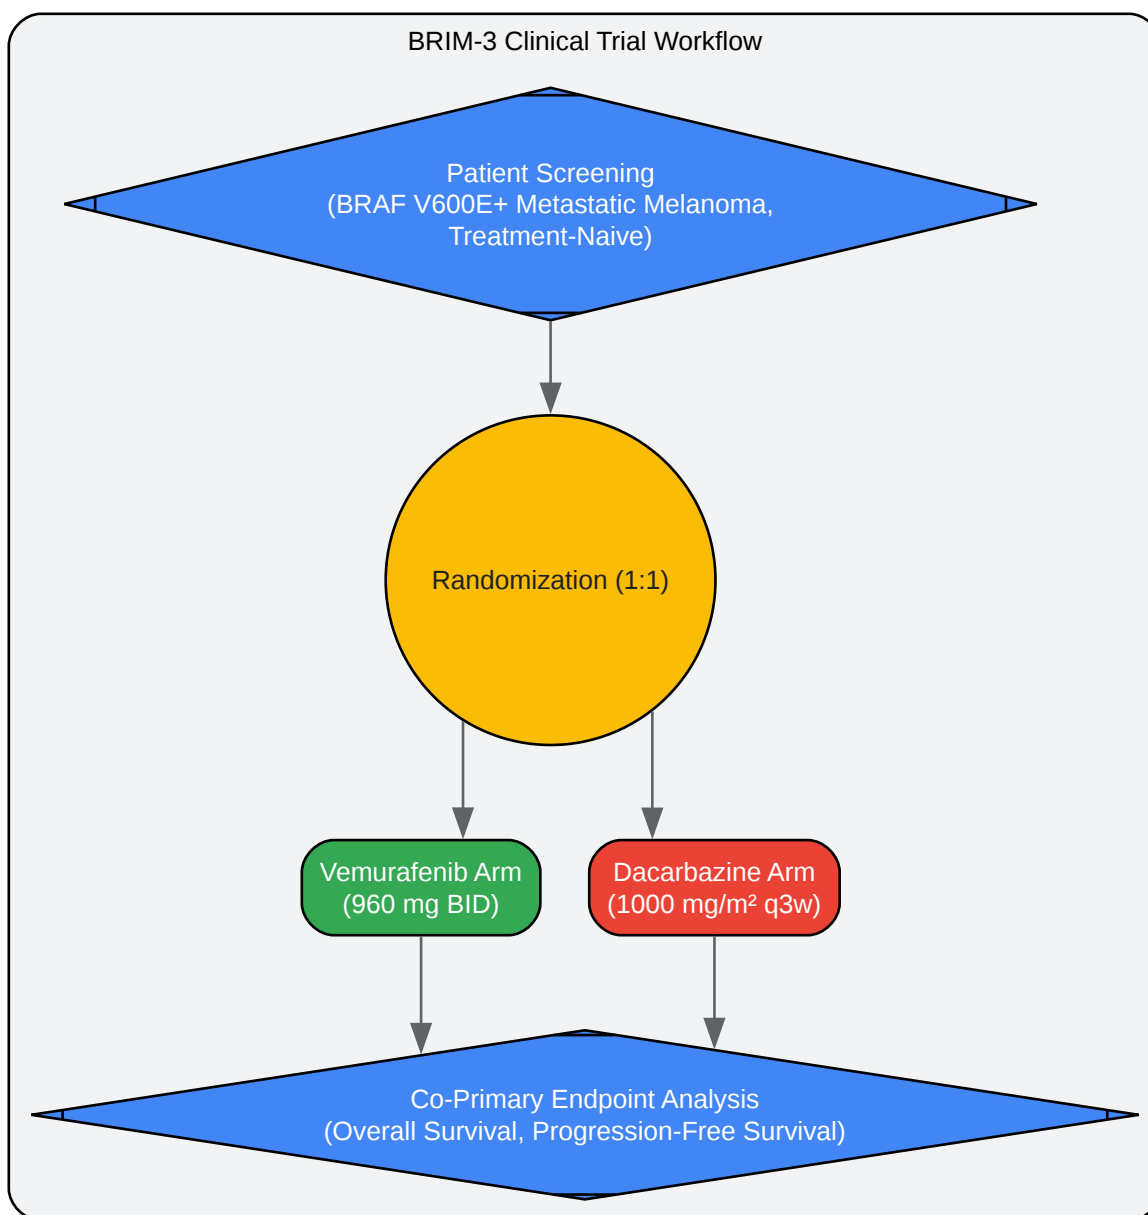 BRIM-3 Clinical Trial Workflow
Patient Screening
(BRAF V600E+ Metastatic Melanoma,
Treatment-Naive)
Randomization (1:1)
Vemurafenib Arm
(960 mg BID)
Dacarbazine Arm
(1000 mg/m² q3w)
Co-Primary Endpoint Analysis
(Overall Survival, Progression-Free Survival)